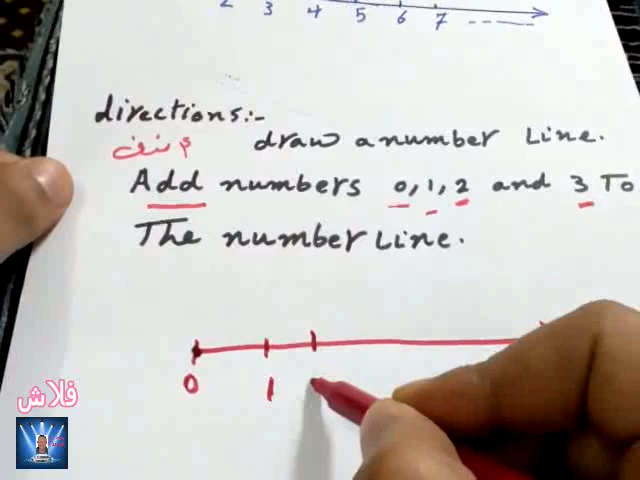 2 3 4 5 6 7
directions:-
draw a number Line.
Add numbers 0, 1, 2 and 3 To
The number Line.
0 1
فلاش